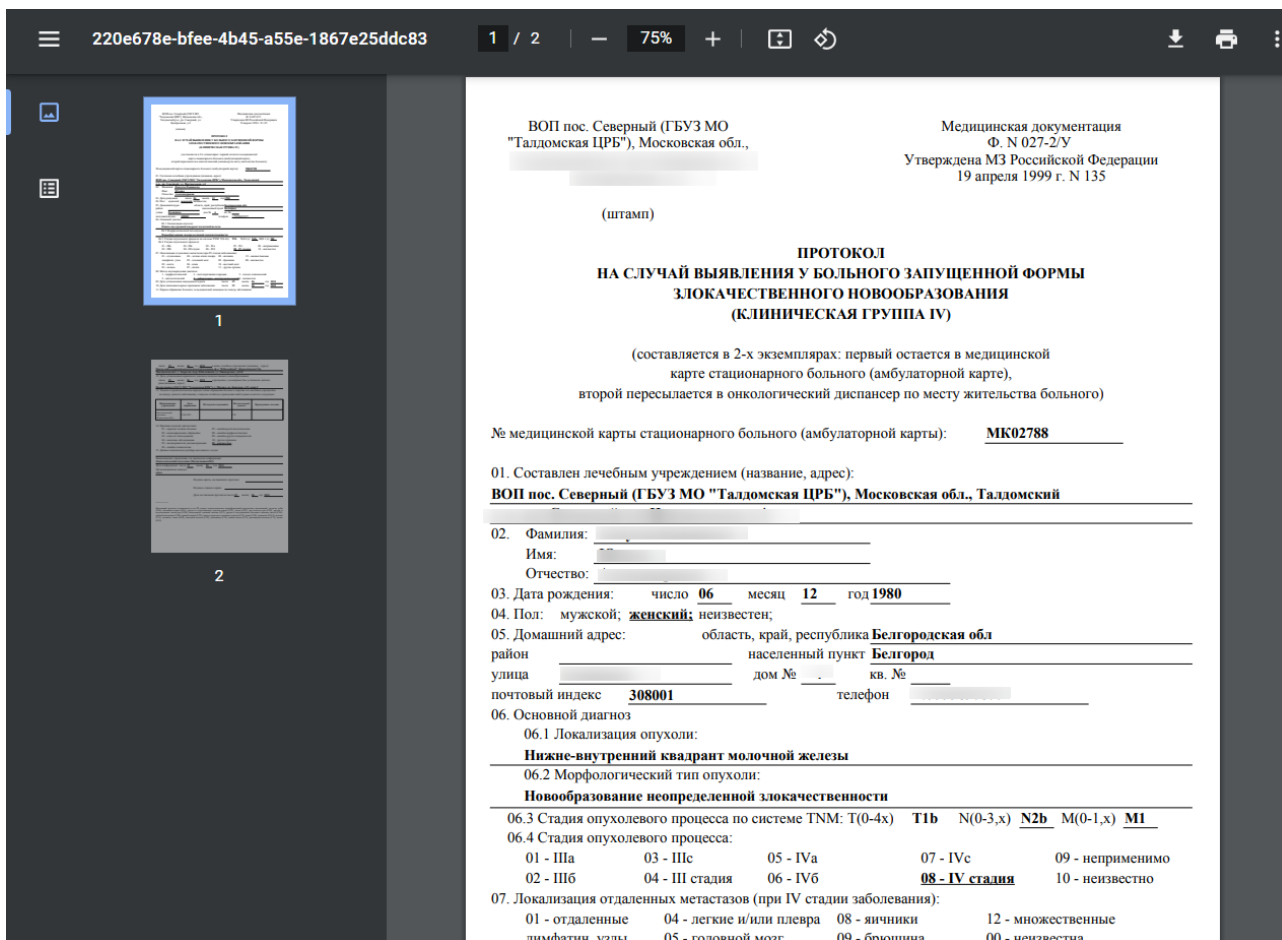 220e678e-bfee-4b45-a55e-1867e25ddc83
1 / 2
75%
1
2
ВОП пос. Северный (ГБУЗ МО
"Талдомская ЦРБ"), Московская обл.,
Медицинская документация
Ф. N 027-2/У
Утверждена МЗ Российской Федерации
19 апреля 1999 г. N 135
(штамп)
ПРОТОКОЛ
НА СЛУЧАЙ ВЫЯВЛЕНИЯ У БОЛЬНОГО ЗАПУЩЕННОЙ ФОРМЫ
ЗЛОКАЧЕСТВЕННОГО НОВООБРАЗОВАНИЯ
(КЛИНИЧЕСКАЯ ГРУППА IV)
(составляется в 2-х экземплярах: первый остается в медицинской
карте стационарного больного (амбулаторной карте),
второй пересылается в онкологический диспансер по месту жительства больного)
№ медицинской карты стационарного больного (амбулаторной карты): МК02788
01. Составлен лечебным учреждением (название, адрес):
ВОП пос. Северный (ГБУЗ МО "Талдомская ЦРБ"), Московская обл., Талдомский
02. Фамилия:
Имя:
Отчество:
03. Дата рождения: число 06 месяц 12 год 1980
04. Пол: мужской; женский; неизвестен;
05. Домашний адрес: область, край, республика Белгородская обл
район населенный пункт Белгород
улица дом № кв. №
почтовый индекс 308001 телефон
06. Основной диагноз
06.1 Локализация опухоли:
Нижне-внутренний квадрант молочной железы
06.2 Морфологический тип опухоли:
Новообразование неопределенной злокачественности
06.3 Стадия опухолевого процесса по системе TNM: T(0-4x) T1b N(0-3,x) N2b M(0-1,x) M1
06.4 Стадия опухолевого процесса:
01 - IIIа 03 - IIIс 05 - IVа 07 - IVс 09 - неприменимо
02 - IIIб 04 - III стадия 06 - IVб 08 - IV стадия 10 - неизвестно
07. Локализация отдаленных метастазов (при IV стадии заболевания):
01 - отдаленные 04 - легкие и/или плевра 08 - яичники 12 - множественные
лимфатич. узлы 05 - головной мозг 09 - брюшина 00 - неизвестна